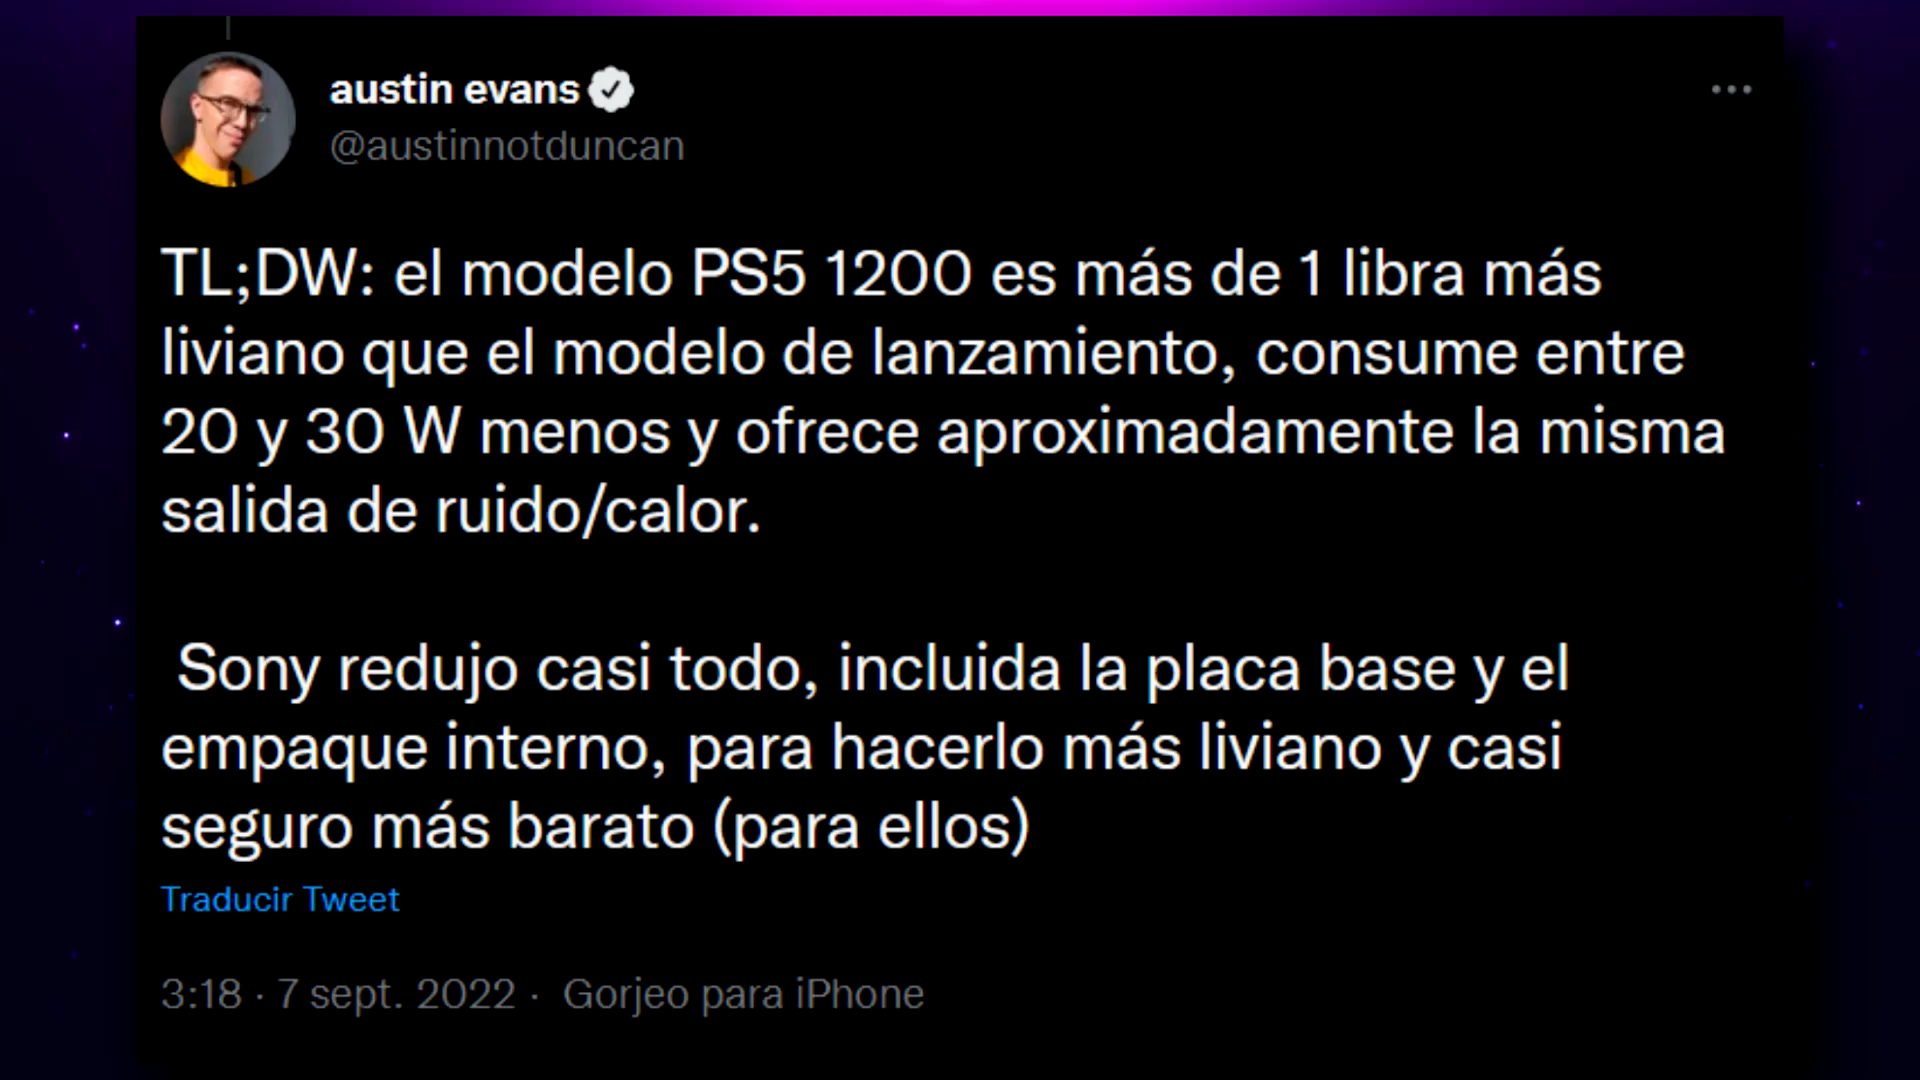 austin evans
@austinnotduncan
TL;DW: el modelo PS5 1200 es más de 1 libra más
liviano que el modelo de lanzamiento, consume entre
20 y 30 W menos y ofrece aproximadamente la misma
salida de ruido/calor.
Sony redujo casi todo, incluida la placa base y el
empaque interno, para hacerlo más liviano y casi
seguro más barato (para ellos)
Traducir Tweet
3:18 · 7 sept. 2022 · Gorjeo para iPhone